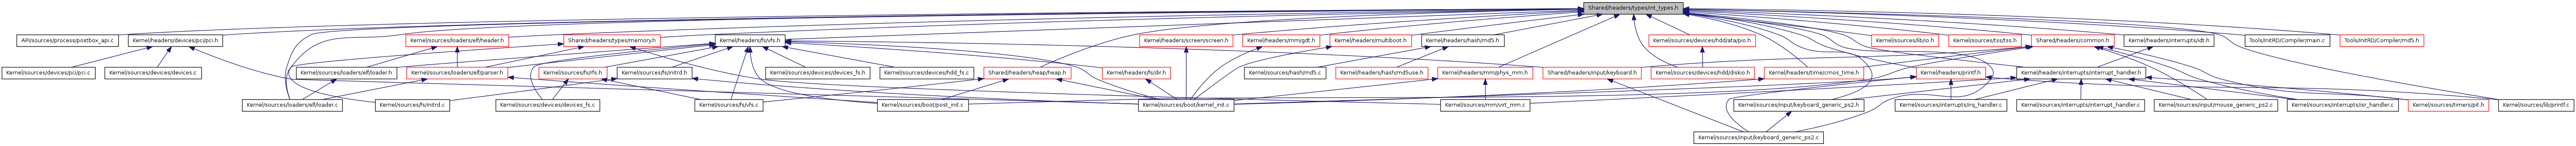 Shared/headers/types/int_types.h
API/sources/process/postbox_api.c
Kernel/headers/devices/pci/pci.h
Kernel/sources/loaders/elf/header.h
Shared/headers/types/memory.h
Kernel/headers/fs/vfs.h
Kernel/headers/screen/screen.h
Kernel/headers/mm/gdt.h
Kernel/headers/multiboot.h
Kernel/headers/hash/md5.h
Kernel/sources/devices/hdd/ata/pio.h
Kernel/sources/lib/io.h
Kernel/sources/tss/tss.h
Shared/headers/common.h
Kernel/headers/interrupts/idt.h
Tools/InitRD/Compiler/main.c
Tools/InitRD/Compiler/md5.h
Kernel/sources/devices/pci/pci.c
Kernel/sources/devices/devices.c
Kernel/sources/loaders/elf/loader.h
Kernel/sources/loaders/elf/parser.h
Kernel/sources/fs/rfs.h
Kernel/sources/fs/intrd.h
Kernel/sources/devices/devices_fs.h
Kernel/sources/devices/hdd_fs.c
Shared/headers/heap/heap.h
Kernel/headers/fs/dir.h
Kernel/sources/hash/md5.c
Kernel/headers/hash/md5use.h
Kernel/headers/mm/phys_mm.h
Shared/headers/input/keyboard.h
Kernel/sources/devices/hdd/diskio.h
Kernel/headers/time/cmos_time.h
Kernel/headers/printf.h
Kernel/headers/interrupts/interrupt_handler.h
Kernel/sources/loaders/elf/loader.c
Kernel/sources/fs/intrd.c
Kernel/sources/devices/devices_fs.c
Kernel/sources/fs/vfs.c
Kernel/sources/boot/post_init.c
Kernel/sources/boot/kernel_init.c
Kernel/sources/mm/virt_mm.c
Kernel/sources/input/keyboard_generic_ps2.h
Kernel/sources/interrupts/irq_handler.c
Kernel/sources/interrupts/interrupt_handler.c
Kernel/sources/input/mouse_generic_ps2.c
Kernel/sources/interrupts/isr_handler.c
Kernel/sources/timers/pit.h
Kernel/sources/lib/printf.c
Kernel/sources/input/keyboard_generic_ps2.c